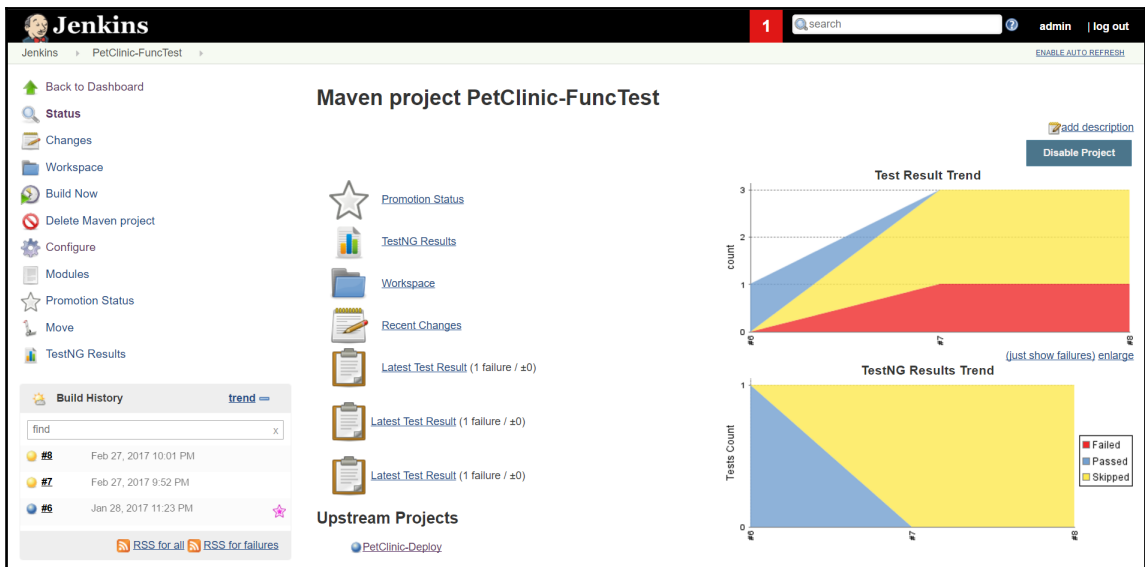 Jenkins
1
search
admin | log out
Jenkins
PetClinic-FuncTest
ENABLE AUTO REFRESH
Back to Dashboard
Status
Changes
Workspace
Build Now
Delete Maven project
Configure
Modules
Promotion Status
Move
TestNG Results
Build History
trend
find
x
#8 Feb 27, 2017 10:01 PM
#7 Feb 27, 2017 9:52 PM
#6 Jan 28, 2017 11:23 PM
RSS for all RSS for failures
Maven project PetClinic-FuncTest
add description
Disable Project
Promotion Status
TestNG Results
Workspace
Recent Changes
Latest Test Result (1 failure / ±0)
Latest Test Result (1 failure / ±0)
Latest Test Result (1 failure / ±0)
Upstream Projects
PetClinic-Deploy
Test Result Trend
count
3
2
1
0
#6
#7
#8
(just show failures) enlarge
TestNG Results Trend
Tests Count
1
0
#6
#7
#8
Failed
Passed
Skipped